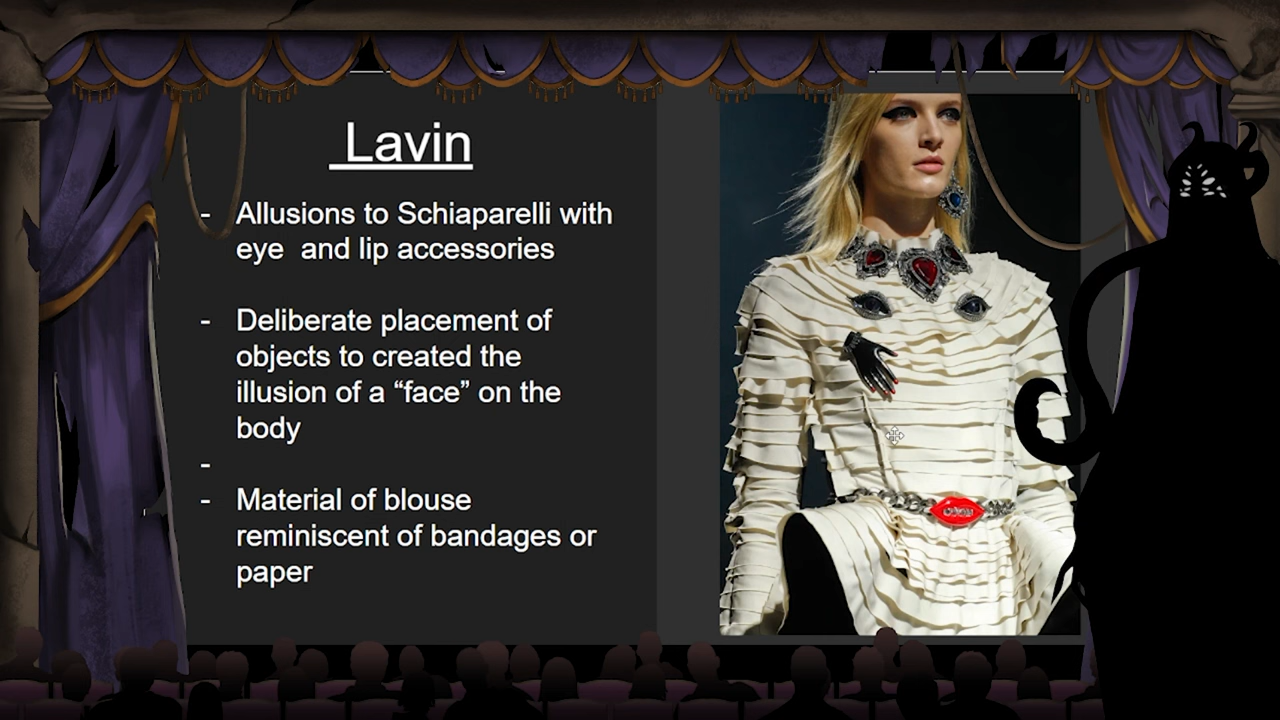 Lavin
- Allusions to Schiaparelli with
eye and lip accessories
- Deliberate placement of
objects to created the
illusion of a “face” on the
body
-
- Material of blouse
reminiscent of bandages or
paper